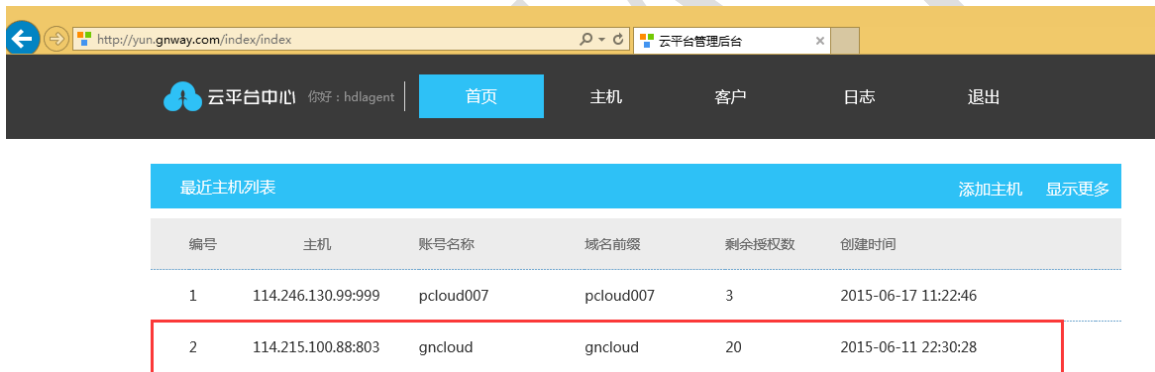 http://yun.gnway.com/index/index
云平台管理后台
云平台中心 你好：hdlagent 首页 主机 客户 日志 退出
最近主机列表 添加主机 显示更多
编号 主机 账号名称 域名前缀 剩余授权数 创建时间
1 114.246.130.99:999 pcloud007 pcloud007 3 2015-06-17 11:22:46
2 114.215.100.88:803 gncloud gncloud 20 2015-06-11 22:30:28